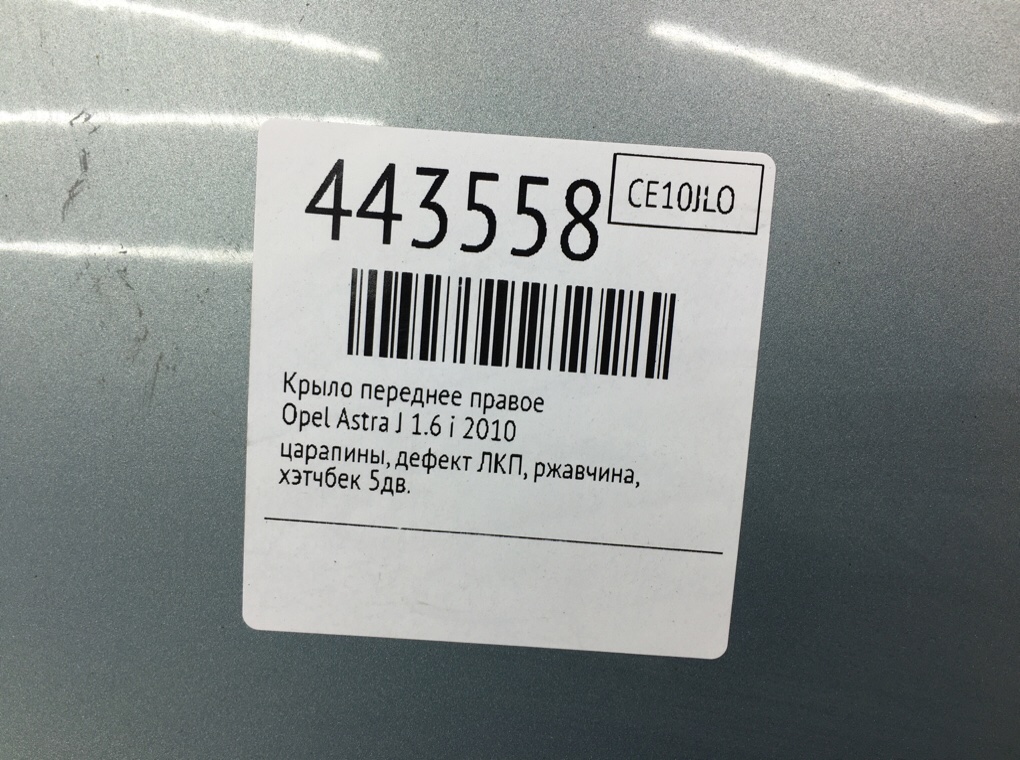 443558
CE10JLO
Крыло переднее правое
Opel Astra J 1.6 i 2010
царапины, дефект ЛКП, ржавчина,
хэтчбек 5дв.